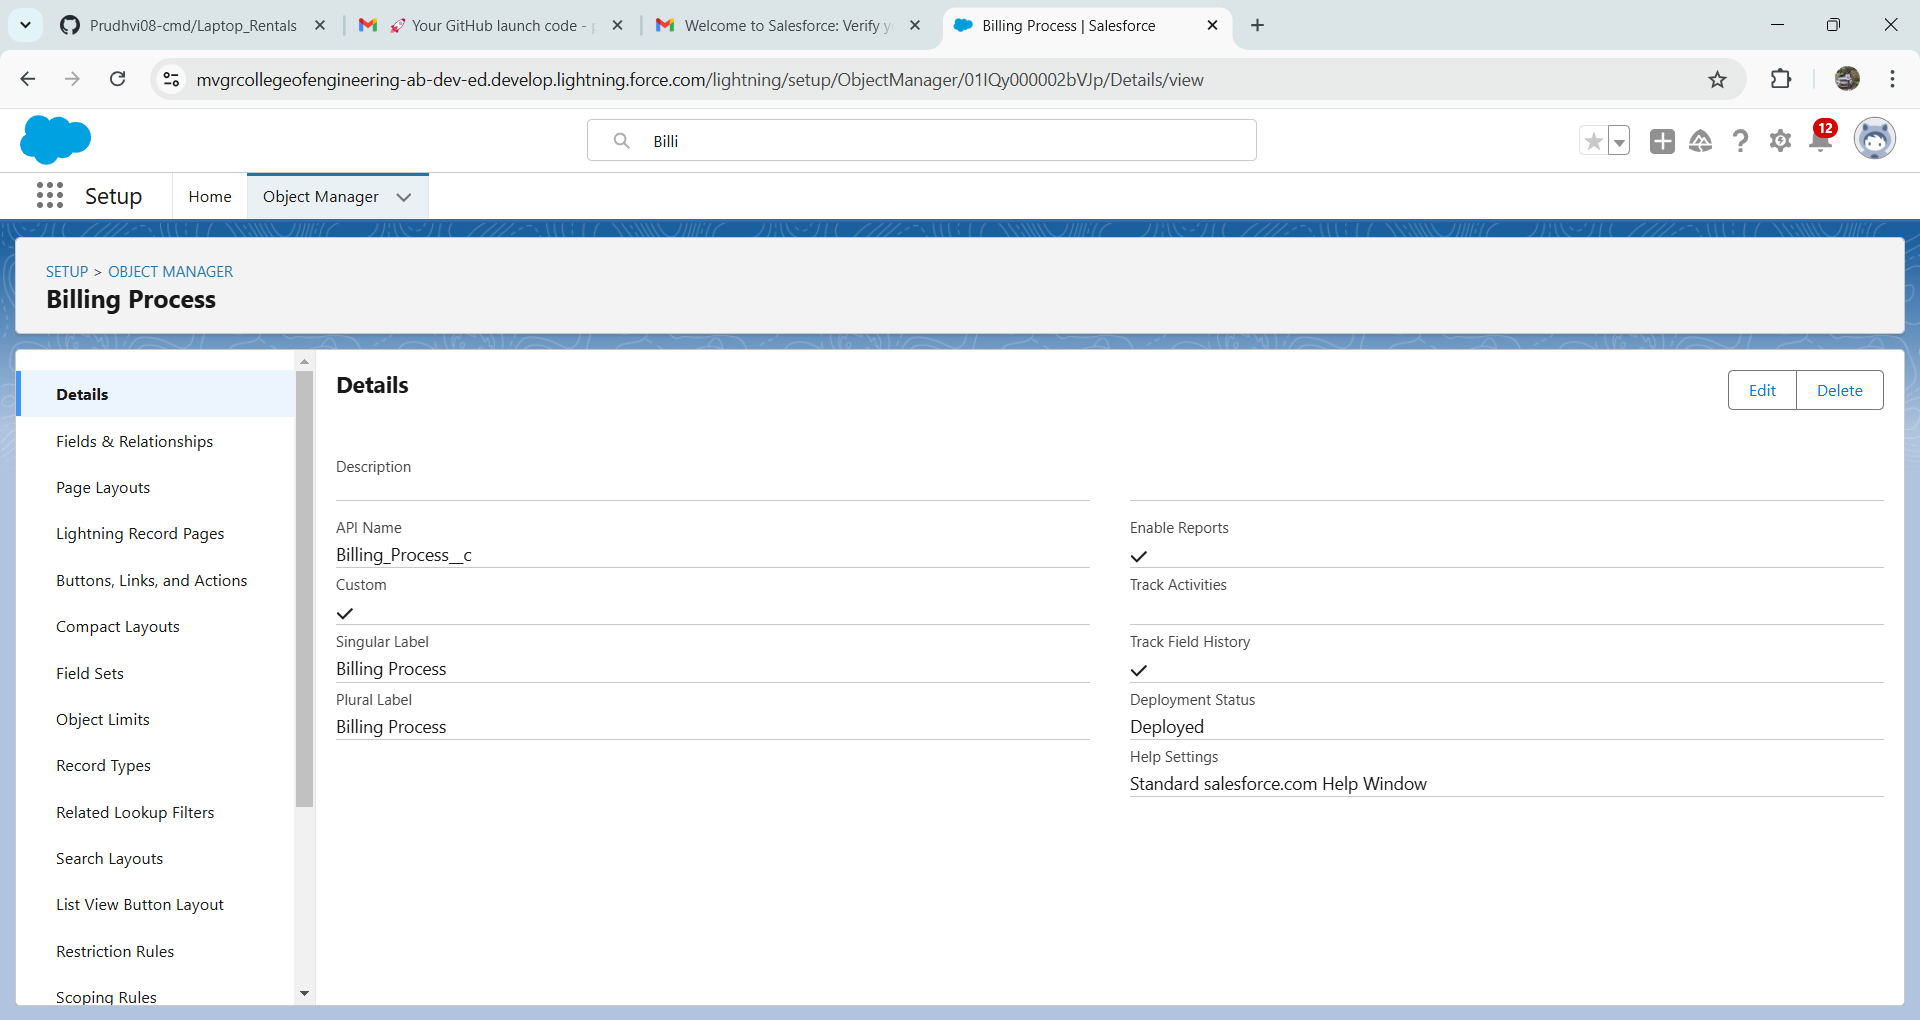 Prudhvi08-cmd/Laptop_Rentals
🚀 Your GitHub launch code - p
Welcome to Salesforce: Verify y
Billing Process | Salesforce
mvgrcollegeofengineering-ab-dev-ed.develop.lightning.force.com/lightning/setup/ObjectManager/01IQy000002bVJp/Details/view
Billi
12
Setup
Home
Object Manager
SETUP > OBJECT MANAGER
Billing Process
Details
Fields & Relationships
Page Layouts
Lightning Record Pages
Buttons, Links, and Actions
Compact Layouts
Field Sets
Object Limits
Record Types
Related Lookup Filters
Search Layouts
List View Button Layout
Restriction Rules
Scoping Rules
Details
Edit
Delete
Description
API Name
Billing_Process__c
Custom
Singular Label
Billing Process
Plural Label
Billing Process
Enable Reports
Track Activities
Track Field History
Deployment Status
Deployed
Help Settings
Standard salesforce.com Help Window